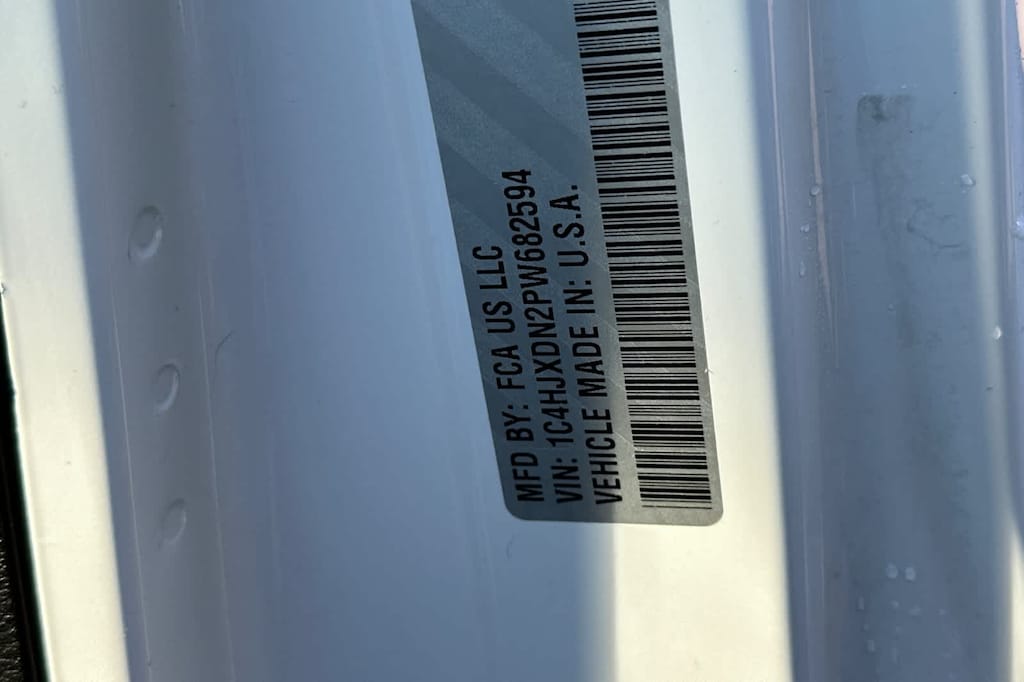 MFD BY: FCA US LLC
VIN: 1C4HJXDN2PW682594
VEHICLE MADE IN: U.S.A.